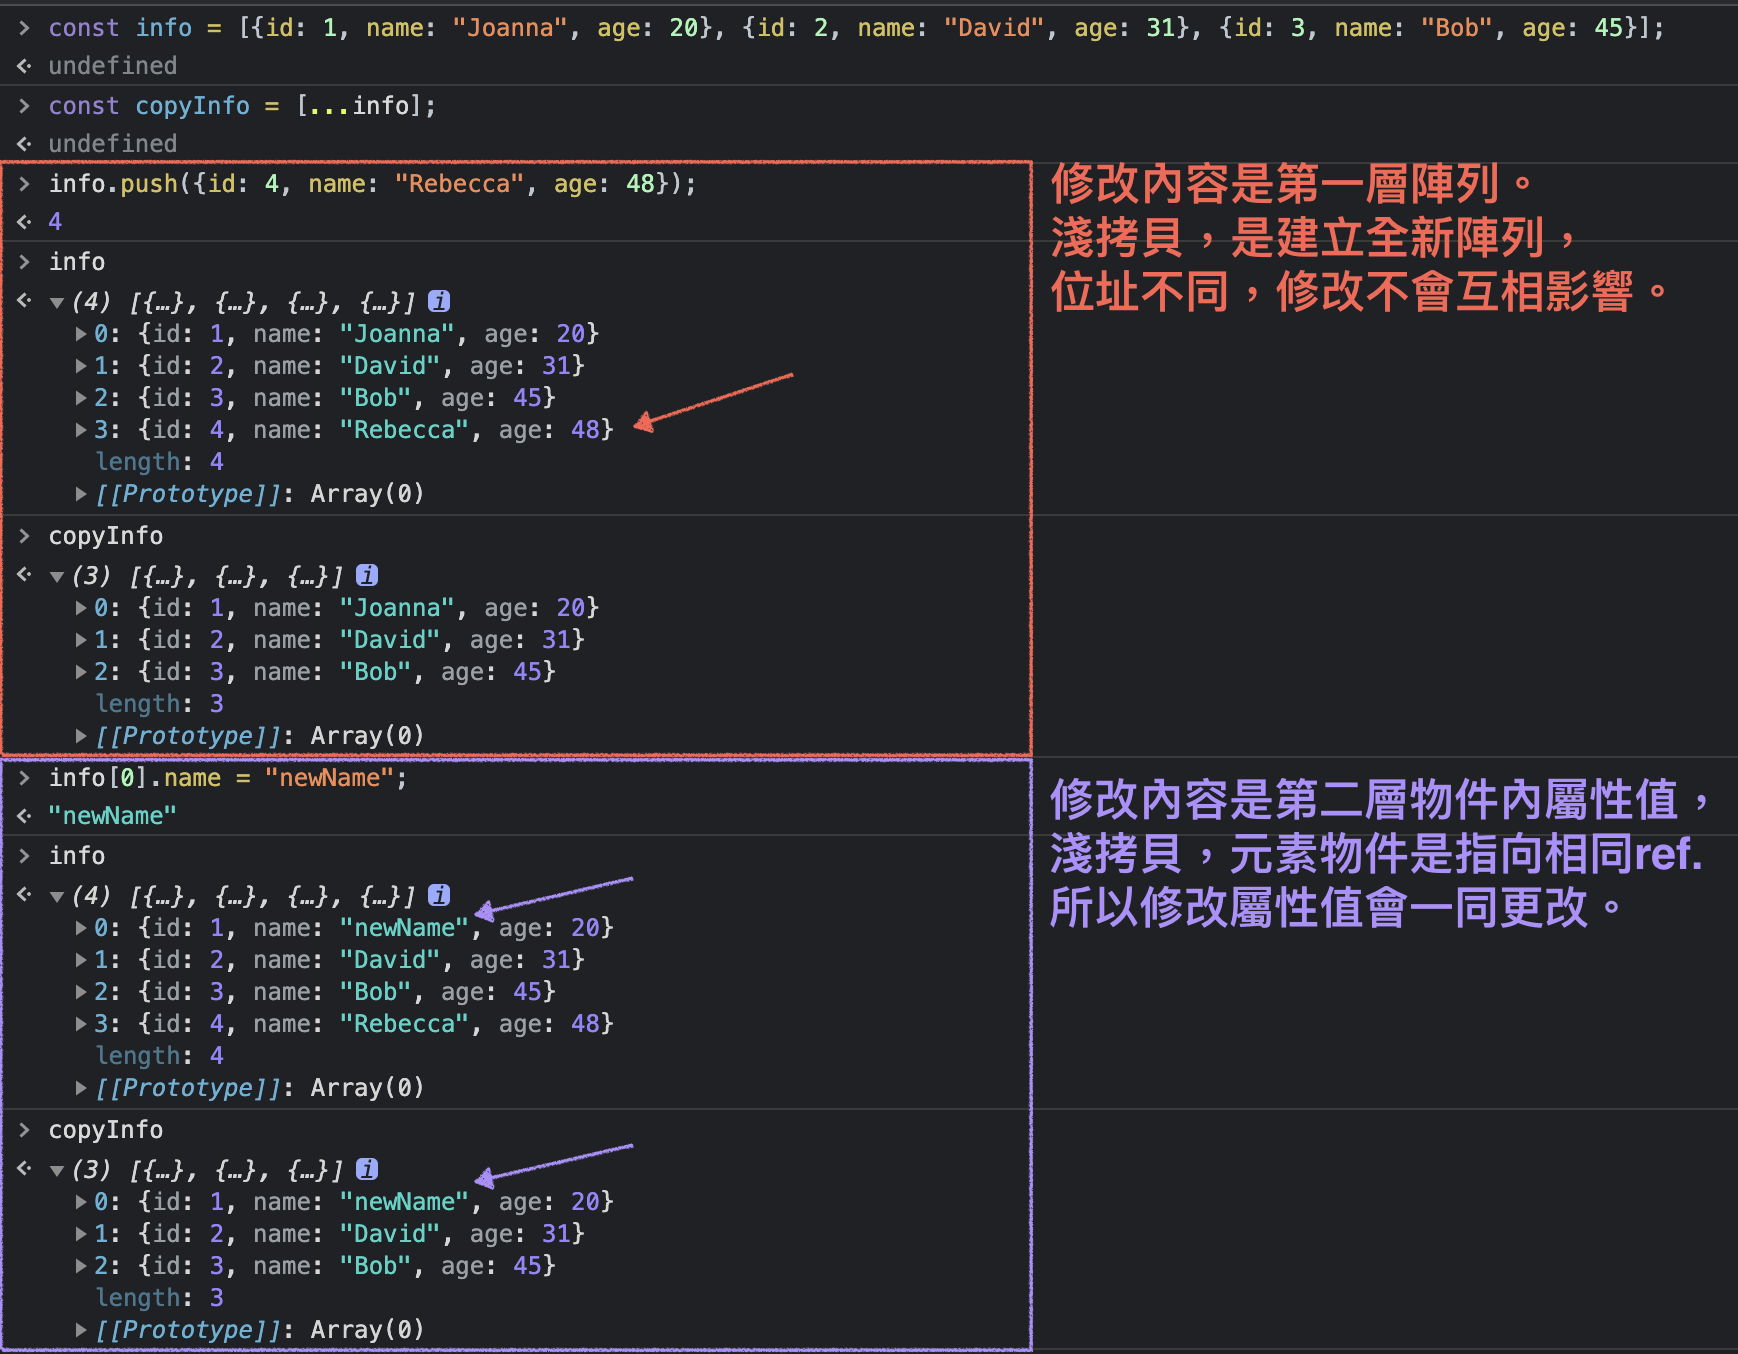 > const info = [{id: 1, name: "Joanna", age: 20}, {id: 2, name: "David", age: 31}, {id: 3, name: "Bob", age: 45}];
undefined
> const copyInfo = [...info];
undefined
> info.push({id: 4, name: "Rebecca", age: 48});
4
> info
(4) [{…}, {…}, {…}, {…}] i
0: {id: 1, name: "Joanna", age: 20}
1: {id: 2, name: "David", age: 31}
2: {id: 3, name: "Bob", age: 45}
3: {id: 4, name: "Rebecca", age: 48}
length: 4
[[Prototype]]: Array(0)
> copyInfo
(3) [{…}, {…}, {…}] i
0: {id: 1, name: "Joanna", age: 20}
1: {id: 2, name: "David", age: 31}
2: {id: 3, name: "Bob", age: 45}
length: 3
[[Prototype]]: Array(0)
修改內容是第一層陣列。
淺拷貝，是建立全新陣列，
位址不同，修改不會互相影響。
> info[0].name = "newName";
"newName"
> info
(4) [{…}, {…}, {…}, {…}] i
0: {id: 1, name: "newName", age: 20}
1: {id: 2, name: "David", age: 31}
2: {id: 3, name: "Bob", age: 45}
3: {id: 4, name: "Rebecca", age: 48}
length: 4
[[Prototype]]: Array(0)
> copyInfo
(3) [{…}, {…}, {…}] i
0: {id: 1, name: "newName", age: 20}
1: {id: 2, name: "David", age: 31}
2: {id: 3, name: "Bob", age: 45}
length: 3
[[Prototype]]: Array(0)
修改內容是第二層物件內屬性值，
淺拷貝，元素物件是指向相同ref.
所以修改屬性值會一同更改。